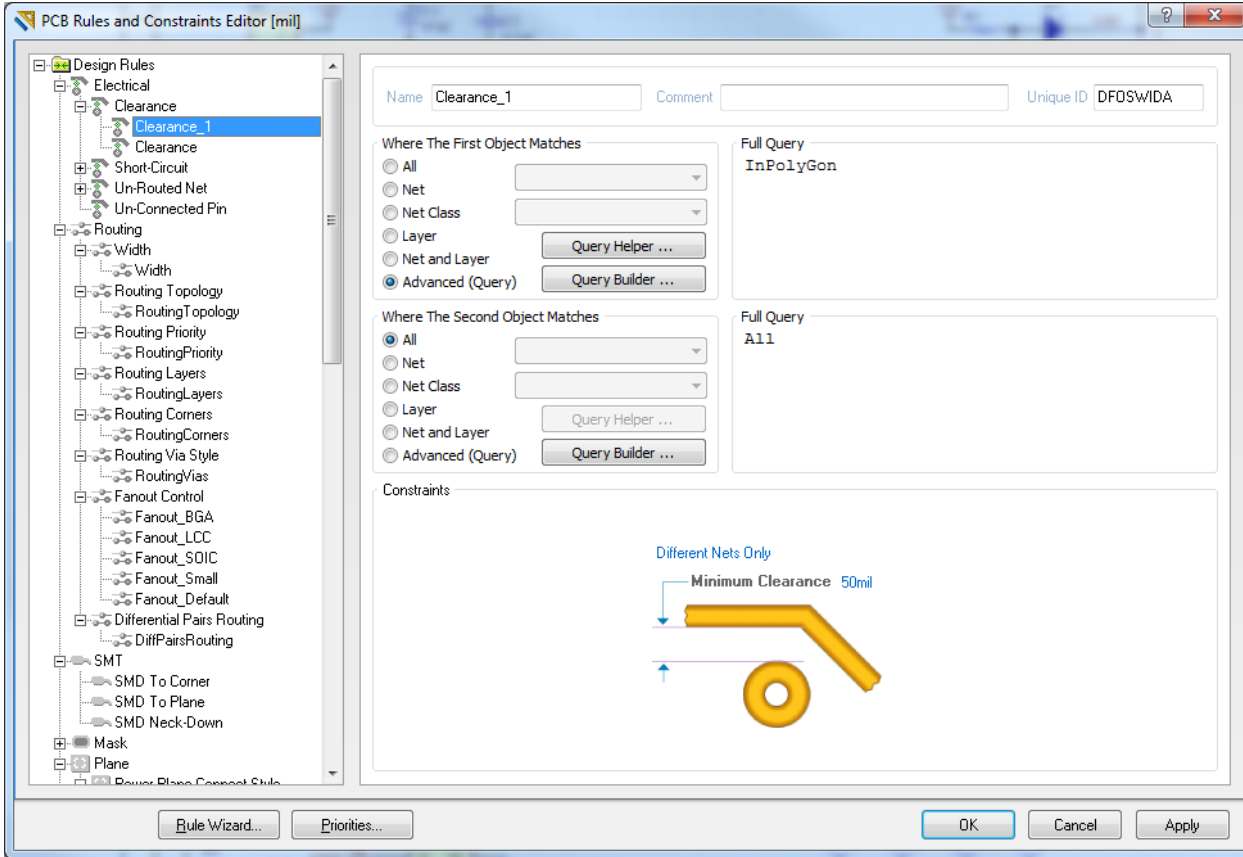 PCB Rules and Constraints Editor [mil]
Design Rules
Electrical
Clearance
Clearance_1
Clearance
Short-Circuit
Un-Routed Net
Un-Connected Pin
Routing
Width
Width
Routing Topology
RoutingTopology
Routing Priority
RoutingPriority
Routing Layers
RoutingLayers
Routing Corners
RoutingCorners
Routing Via Style
RoutingVias
Fanout Control
Fanout_BGA
Fanout_LCC
Fanout_SOIC
Fanout_Small
Fanout_Default
Differential Pairs Routing
DiffPairsRouting
SMT
SMD To Corner
SMD To Plane
SMD Neck-Down
Mask
Plane
Power Plane Connect Style
Name Clearance_1 Comment Unique ID DFOSWIDA
Where The First Object Matches
All
Net
Net Class
Layer
Net and Layer
Advanced (Query)
Query Helper ...
Query Builder ...
Full Query
InPolyGon
Where The Second Object Matches
All
Net
Net Class
Layer
Net and Layer
Advanced (Query)
Query Helper ...
Query Builder ...
Full Query
All
Constraints
Different Nets Only
Minimum Clearance 50mil
Rule Wizard... Priorities... OK Cancel Apply